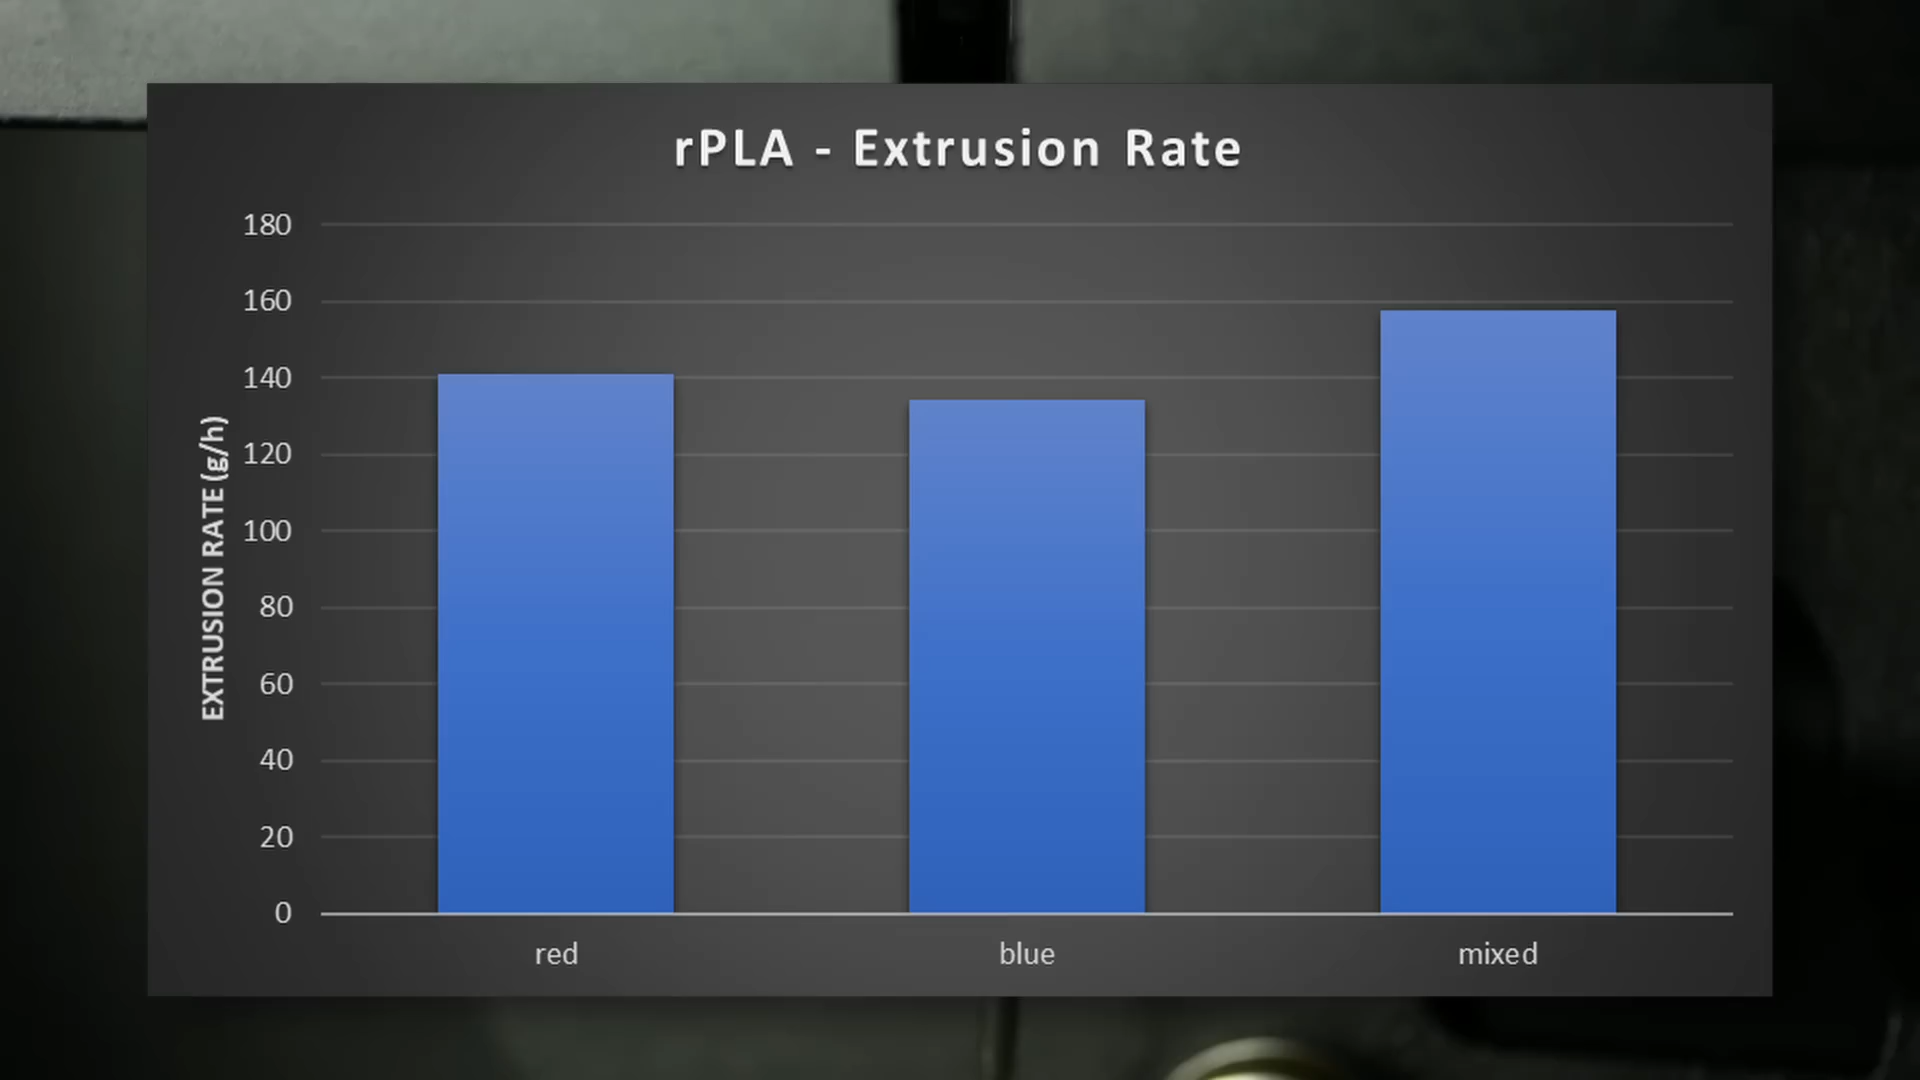 rPLA - Extrusion Rate
EXTRUSION RATE (g/h)
180
160
140
120
100
80
60
40
20
0
red
blue
mixed